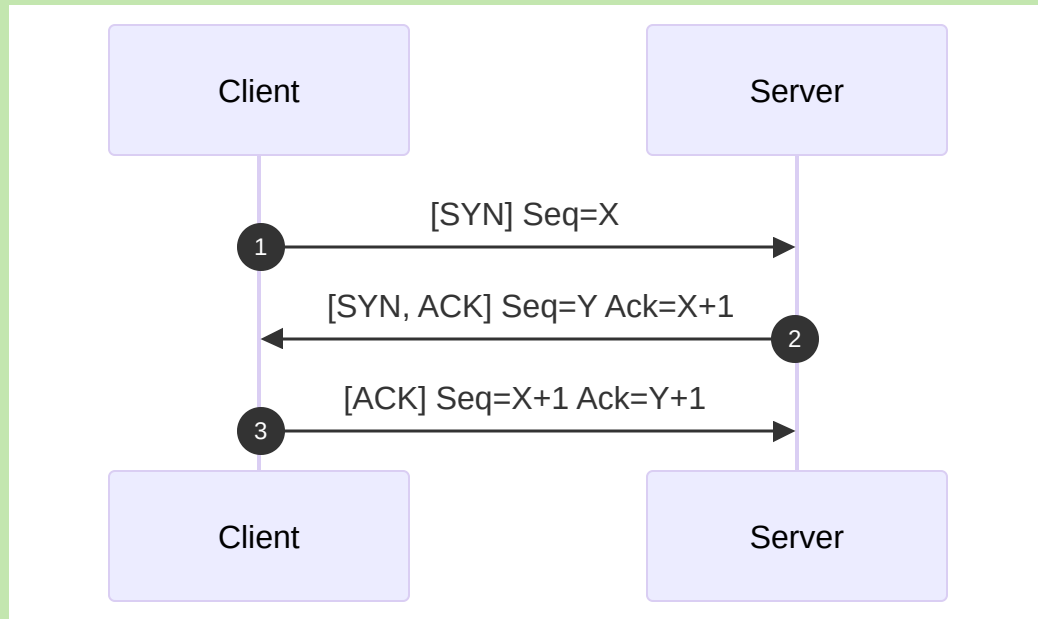 Client
Server
[SYN] Seq=X
1
[SYN, ACK] Seq=Y Ack=X+1
2
[ACK] Seq=X+1 Ack=Y+1
3
Client
Server